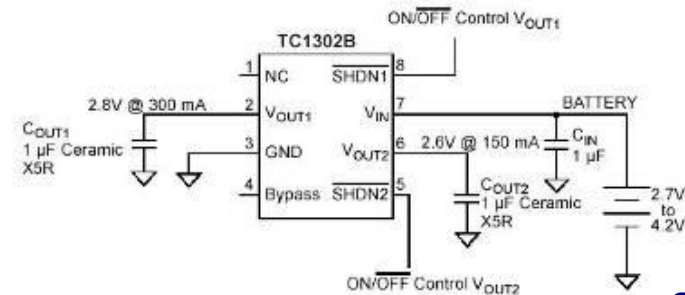 ON/OFF Control VOUT1
TC1302B
1 NC SHDN1 8
2.8V @ 300 mA 2 VOUT1 VIN 7 BATTERY
COUT1
1 µF Ceramic
X5R
3 GND VOUT2 6 2.6V @ 150 mA CIN
1 µF
4 Bypass SHDN2 5
COUT2
1 µF Ceramic
X5R
2.7V
to
4.2V
ON/OFF Control VOUT2